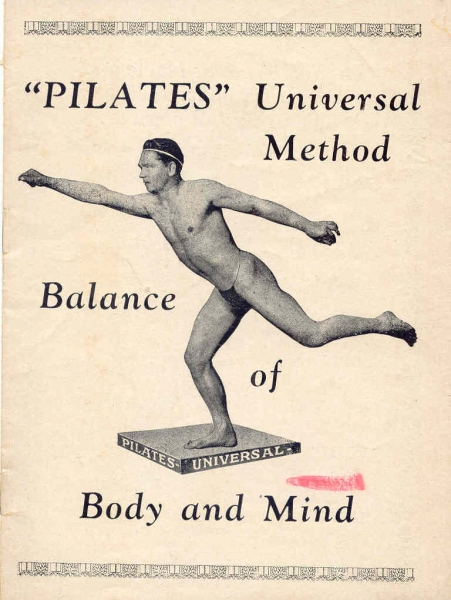 "PILATES" Universal
Method
Balance
of
PILATES- UNIVERSAL-
Body and Mind